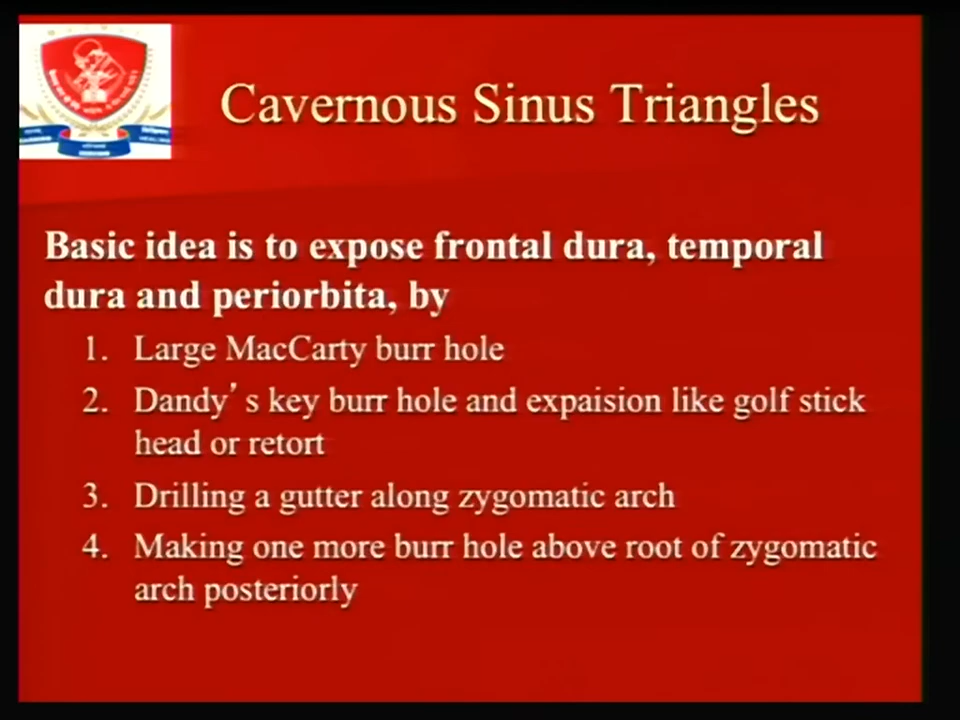 Cavernous Sinus Triangles
Basic idea is to expose frontal dura, temporal
dura and periorbita, by
1. Large MacCarty burr hole
2. Dandy's key burr hole and expaision like golf stick
head or retort
3. Drilling a gutter along zygomatic arch
4. Making one more burr hole above root of zygomatic
arch posteriorly